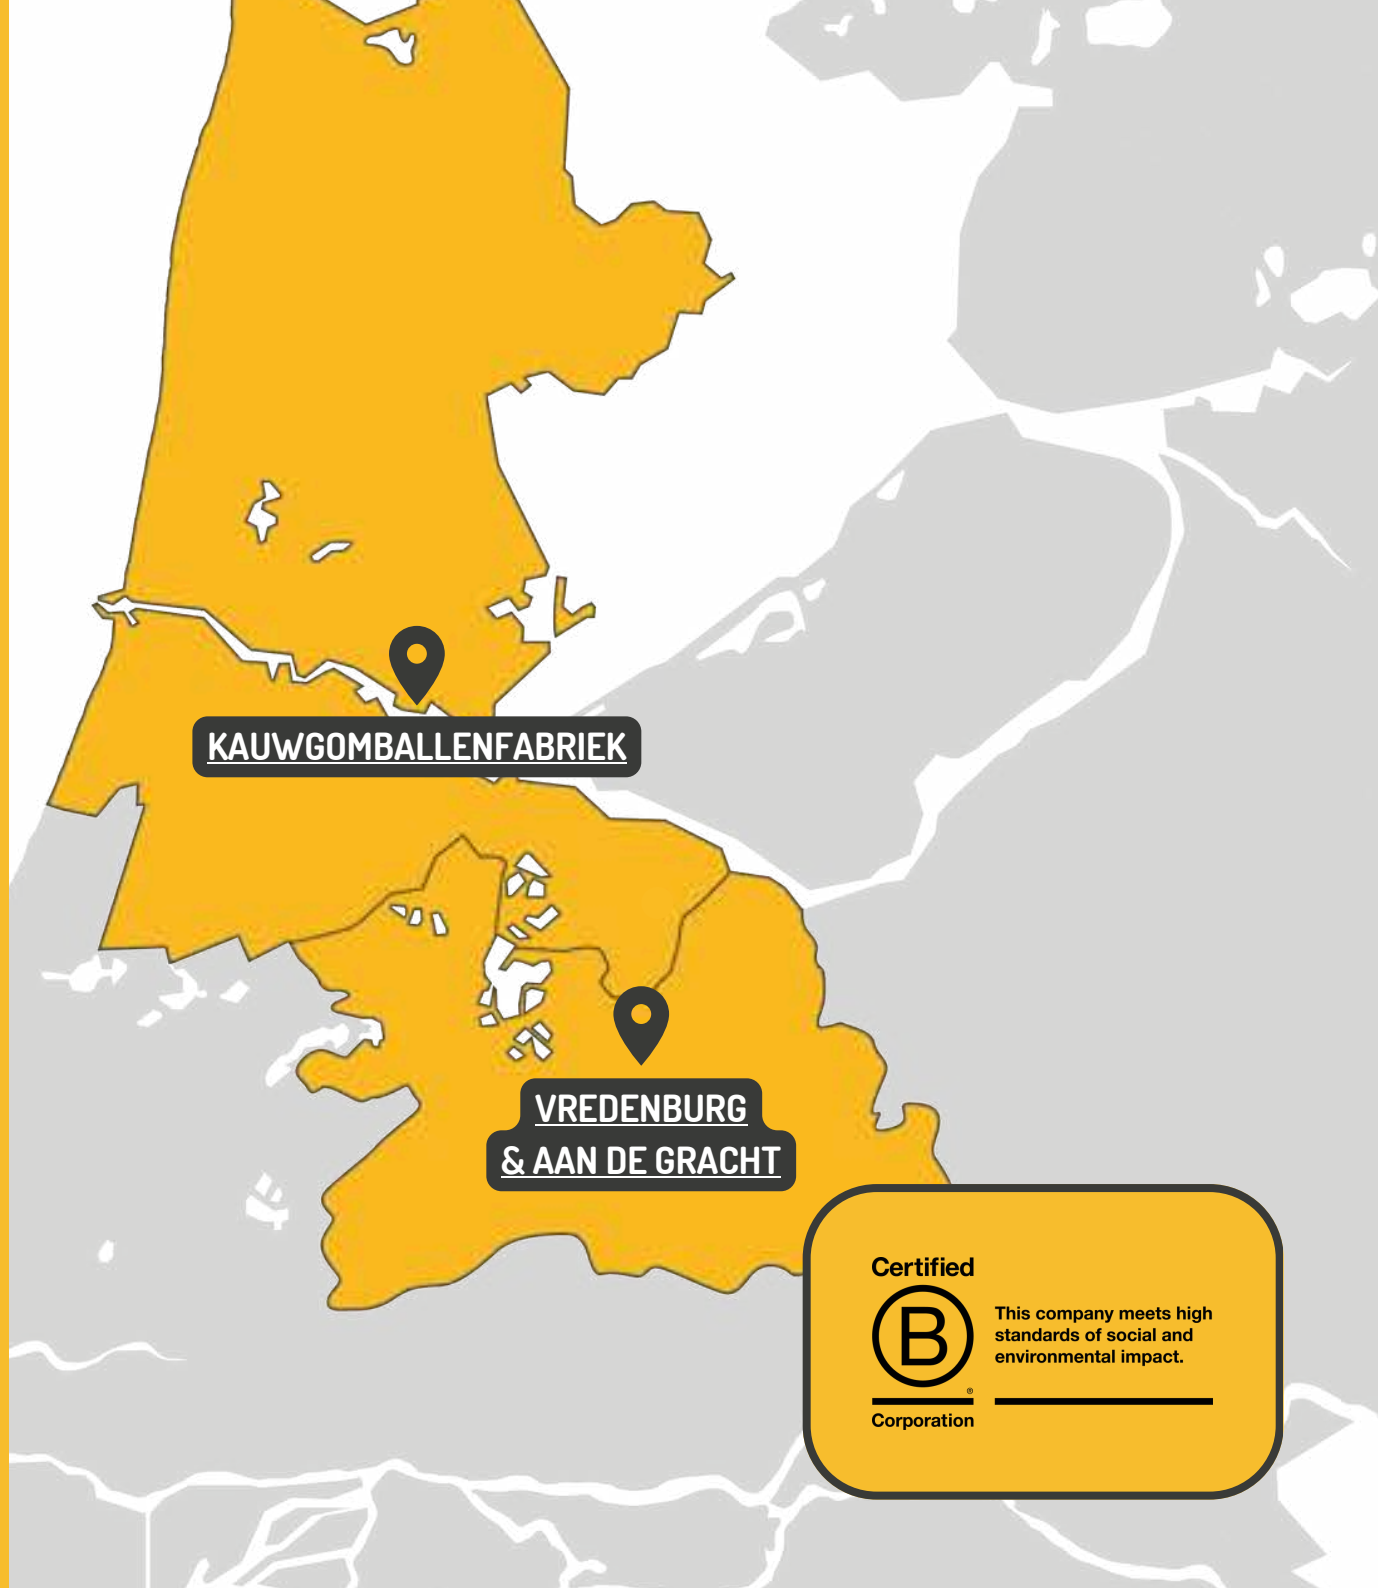 KAUWGOMBALLENFABRIEK
VREDENBURG
& AAN DE GRACHT
Certified
B
®
Corporation
This company meets high
standards of social and
environmental impact.